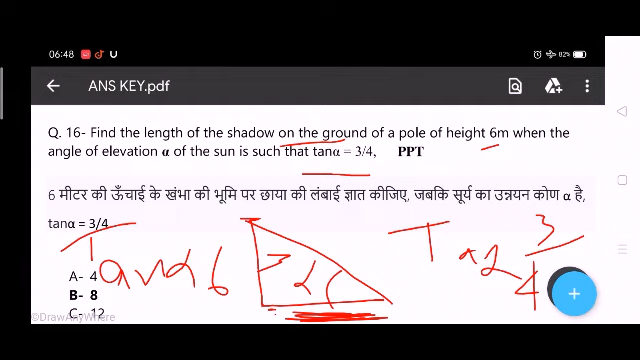 06:48
82%
ANS KEY.pdf
Q. 16- Find the length of the shadow on the ground of a pole of height 6m when the
angle of elevation α of the sun is such that tanα = 3/4, PPT
6 मीटर की ऊँचाई के खंभा की भूमि पर छाया की लंबाई ज्ञात कीजिए, जबकि सूर्य का उन्नयन कोण α है,
tanα = 3/4
A- 4
B- 8
C- 12
Tanα 6
α
T
3
4
DrawAnyWhere